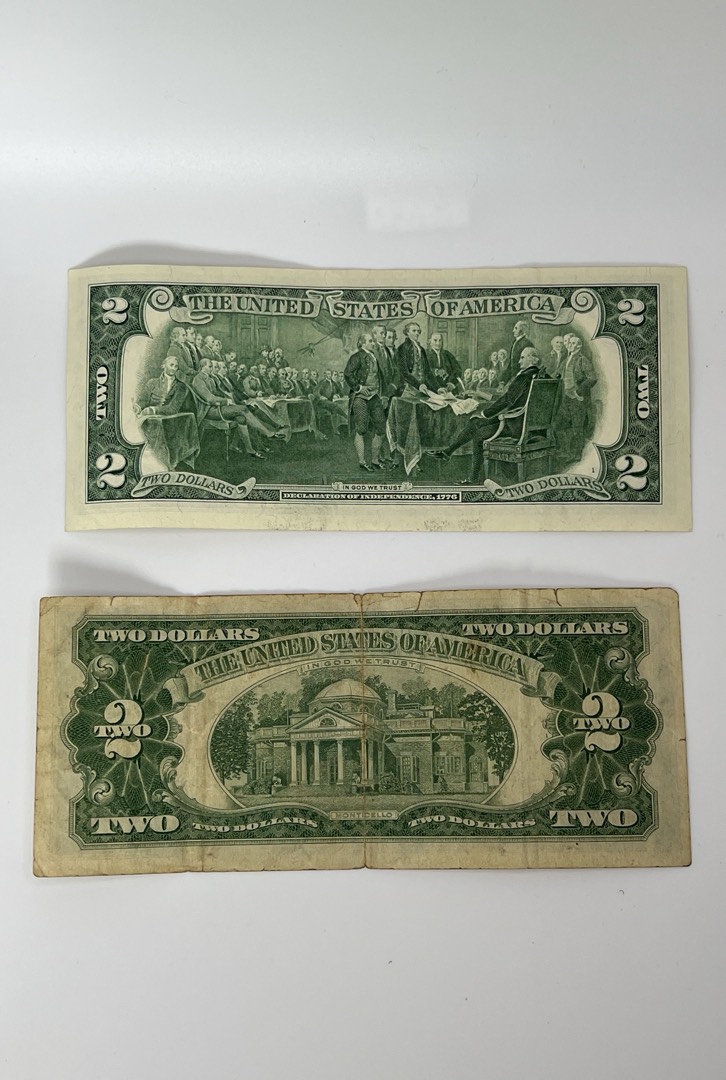 2 THE UNITED STATES OF AMERICA 2
TWO TWO
2 TWO DOLLARS IN GOD WE TRUST TWO DOLLARS 1 2
DECLARATION OF INDEPENDENCE, 1776
TWO DOLLARS TWO DOLLARS
THE UNITED STATES OF AMERICA
IN GOD WE TRUST
2 2
TWO TWO
MONTICELLO
TWO TWO DOLLARS TWO DOLLARS TWO